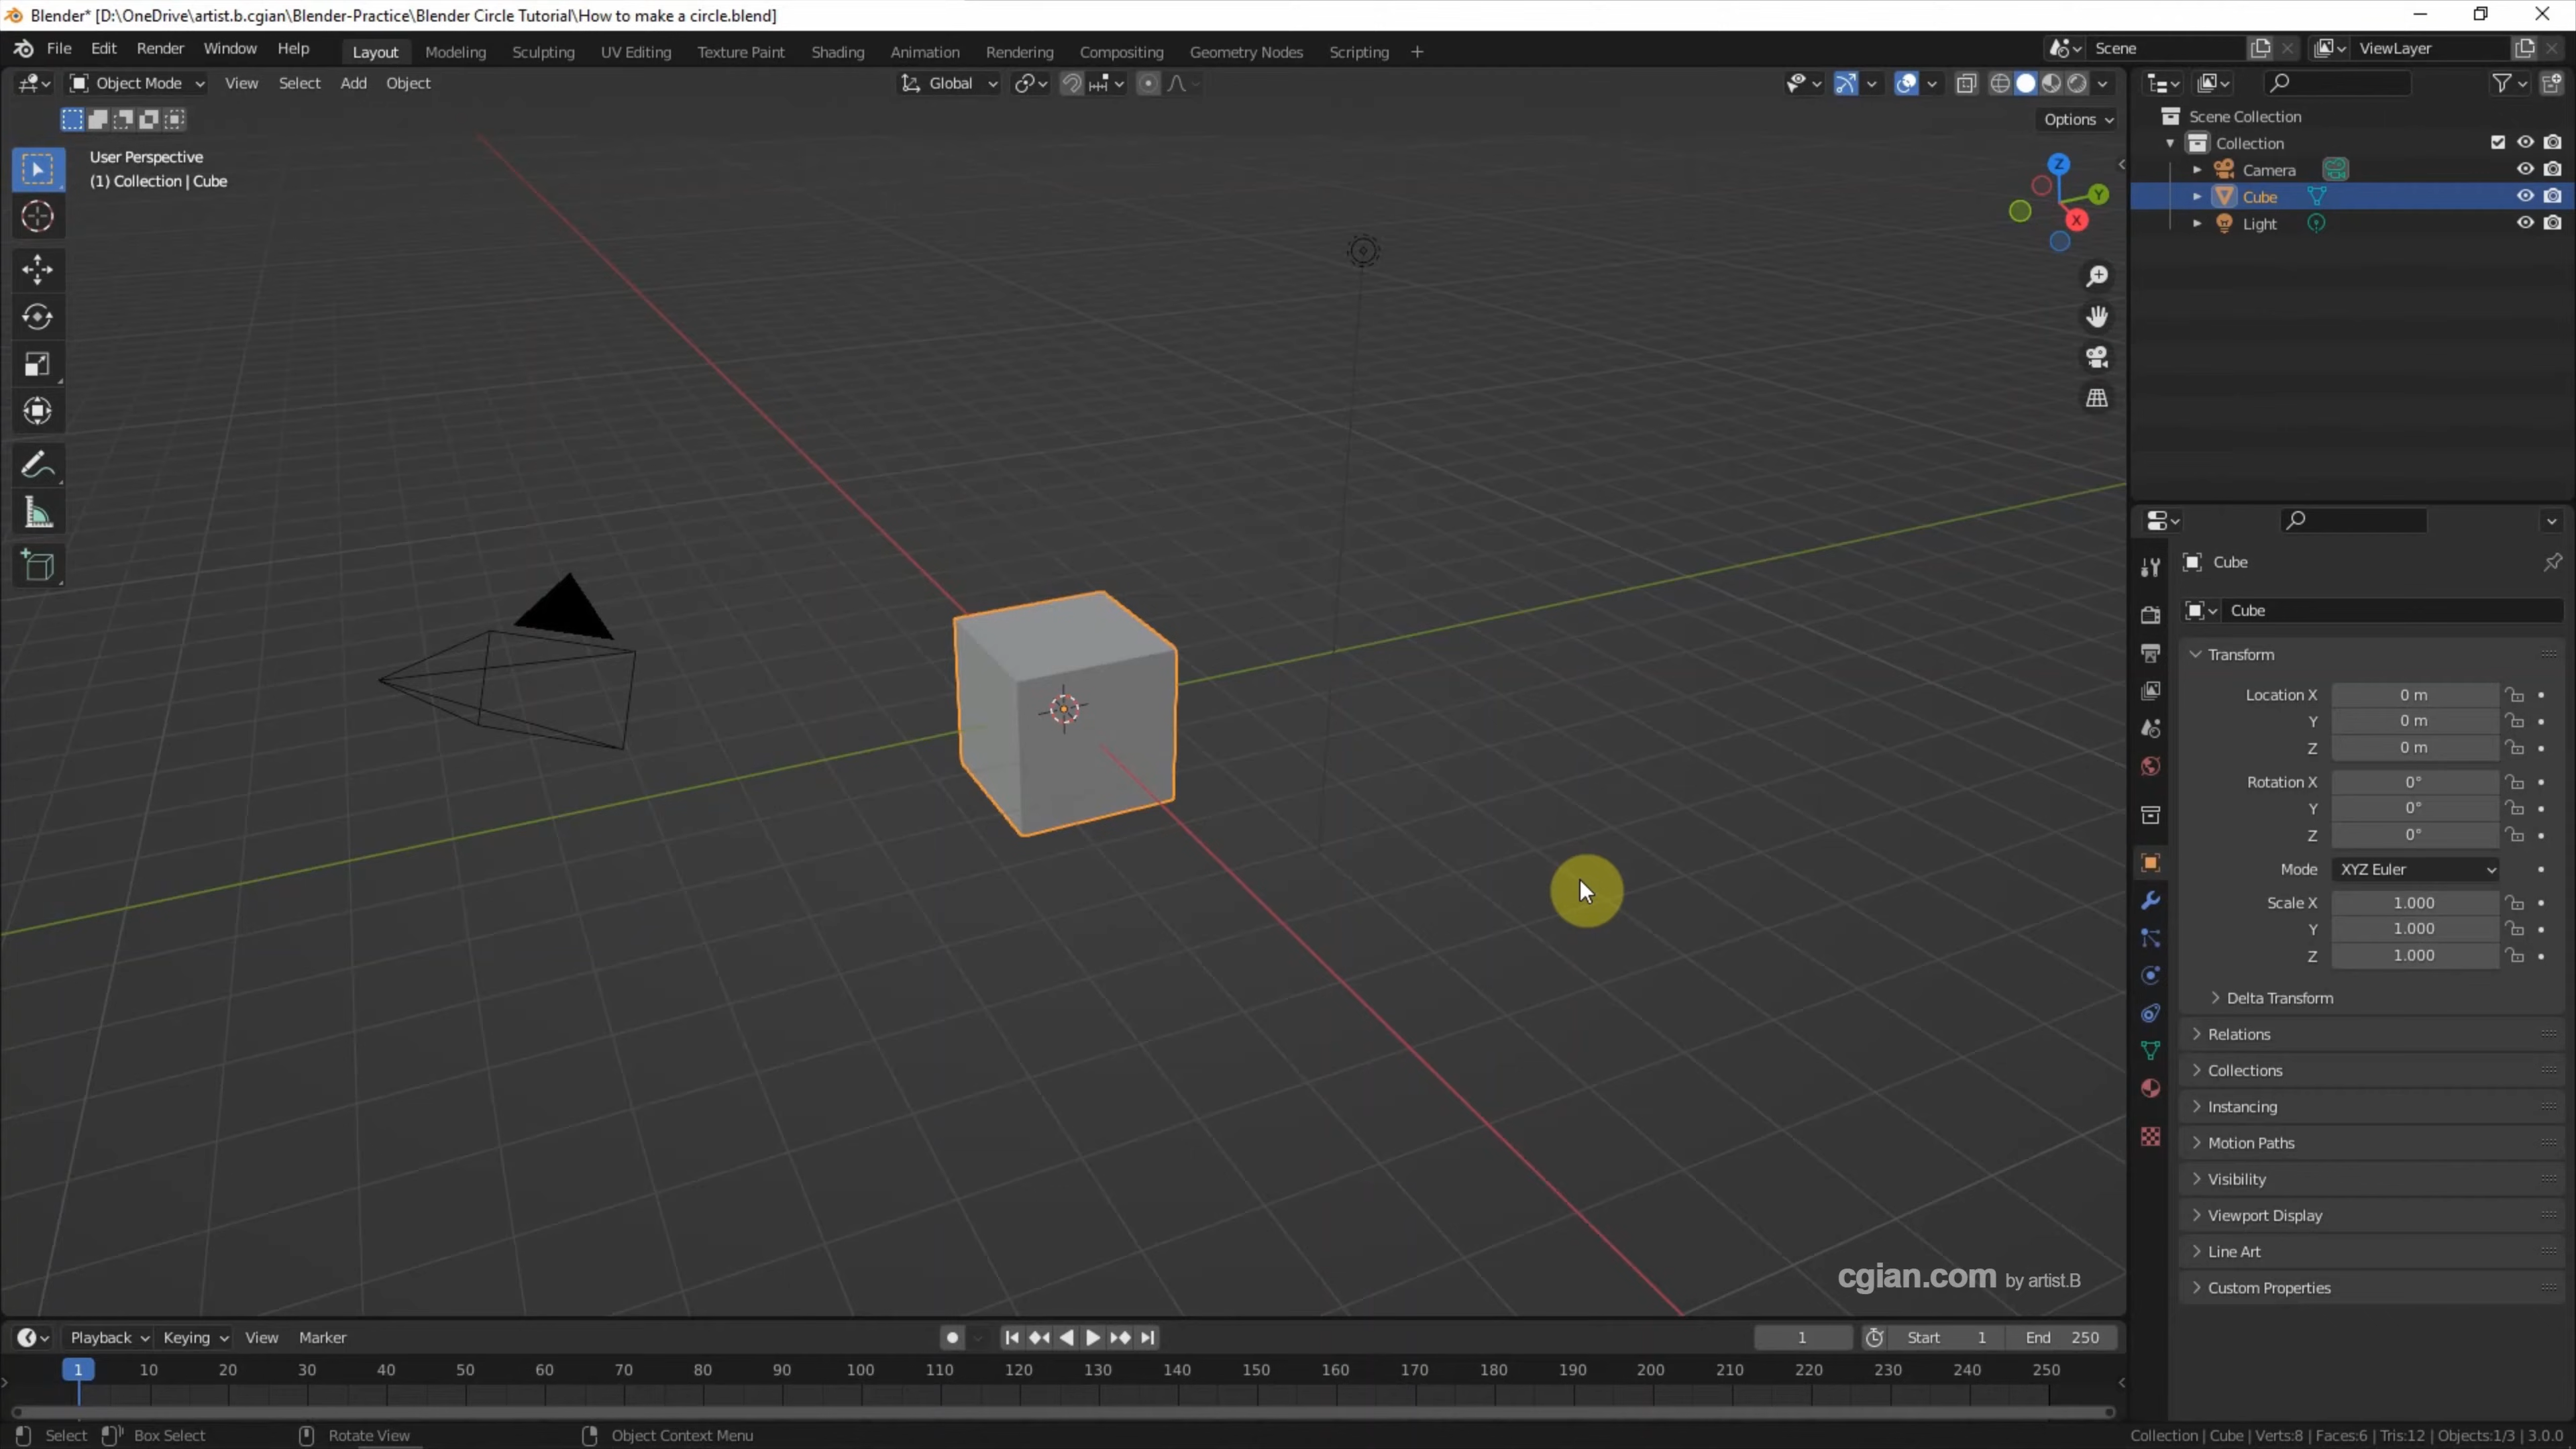 Blender* [D:\OneDrive\artist.b.cgian\Blender-Practice\Blender Circle Tutorial\How to make a circle.blend]
File Edit Render Window Help Layout Modeling Sculpting UV Editing Texture Paint Shading Animation Rendering Compositing Geometry Nodes Scripting + Scene ViewLayer
Object Mode View Select Add Object Global
Options
User Perspective
(1) Collection | Cube
Z
Y
X
Scene Collection
Collection
Camera
Cube
Light
Cube
Cube
Transform
Location X 0 m
Y 0 m
Z 0 m
Rotation X 0°
Y 0°
Z 0°
Mode XYZ Euler
Scale X 1.000
Y 1.000
Z 1.000
Delta Transform
Relations
Collections
Instancing
Motion Paths
Visibility
Viewport Display
Line Art
Custom Properties
cgian.com by artist.B
Playback Keying View Marker 1 Start 1 End 250
1 10 20 30 40 50 60 70 80 90 100 110 120 130 140 150 160 170 180 190 200 210 220 230 240 250
Select Box Select Rotate View Object Context Menu Collection | Cube | Verts:8 | Faces:6 | Tris:12 | Objects:1/3 | 3.0.0